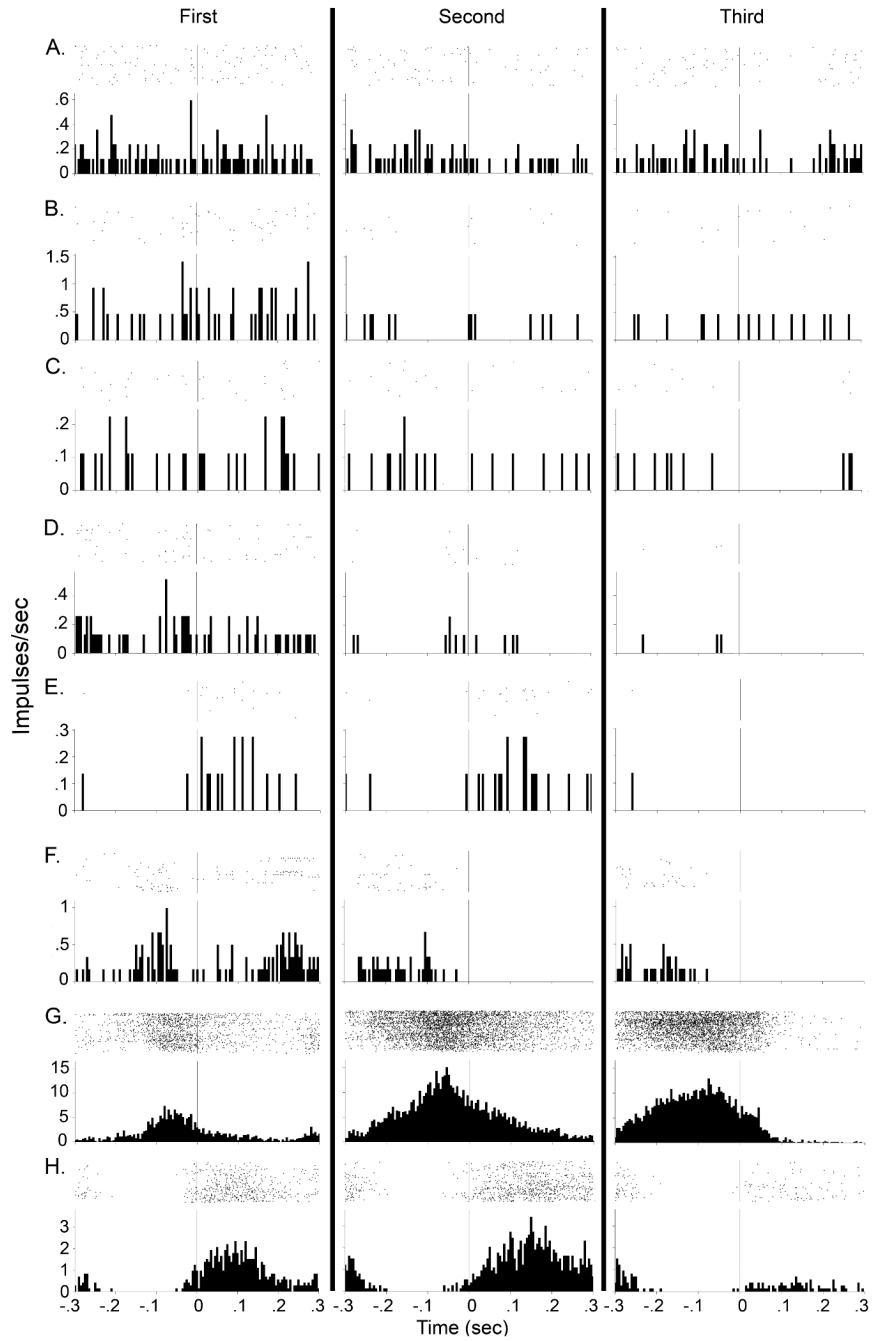 First Second Third
A.
.6
.4
.2
0
B.
1.5
1
.5
0
C.
.2
.1
0
D.
.4
.2
0
E.
.3
.2
.1
0
F.
1
.5
0
G.
15
10
5
0
H.
3
2
1
0
Impulses/sec
-.3 -.2 -.1 0 .1 .2 .3 -.3 -.2 -.1 0 .1 .2 .3 -.3 -.2 -.1 0 .1 .2 .3
Time (sec)